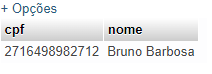 + Opções
cpf nome
2716498982712 Bruno Barbosa